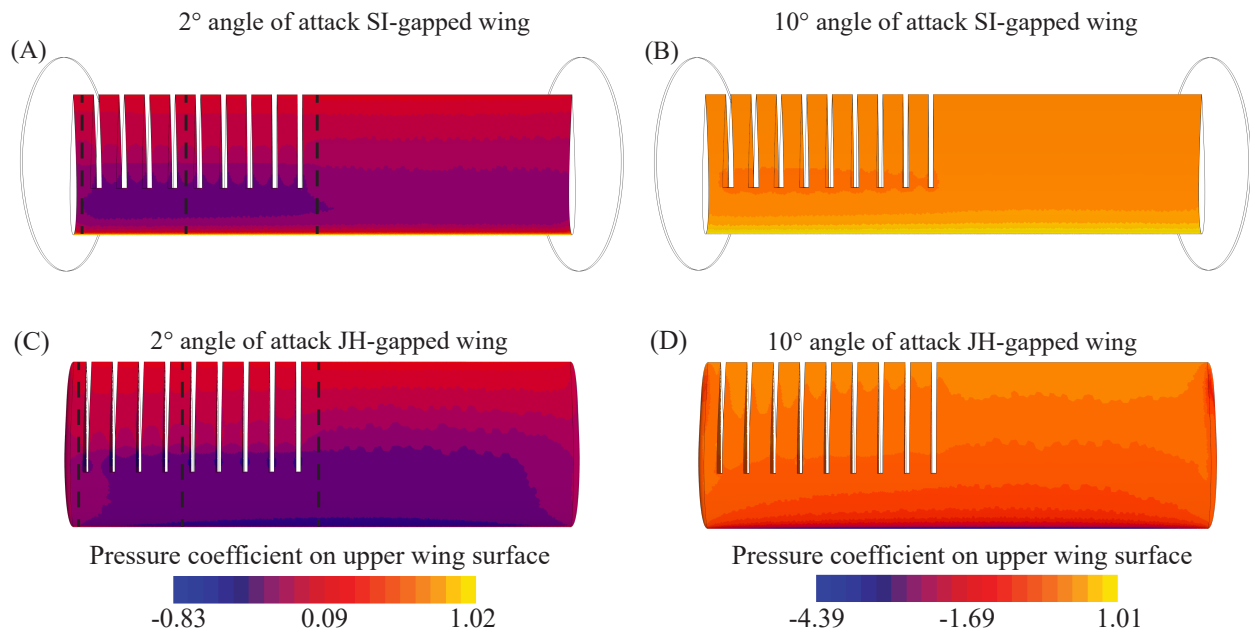 2° angle of attack SI-gapped wing
10° angle of attack SI-gapped wing
(A)
(B)
2° angle of attack JH-gapped wing
10° angle of attack JH-gapped wing
(C)
(D)
Pressure coefficient on upper wing surface
Pressure coefficient on upper wing surface
-0.83 0.09 1.02
-4.39 -1.69 1.01